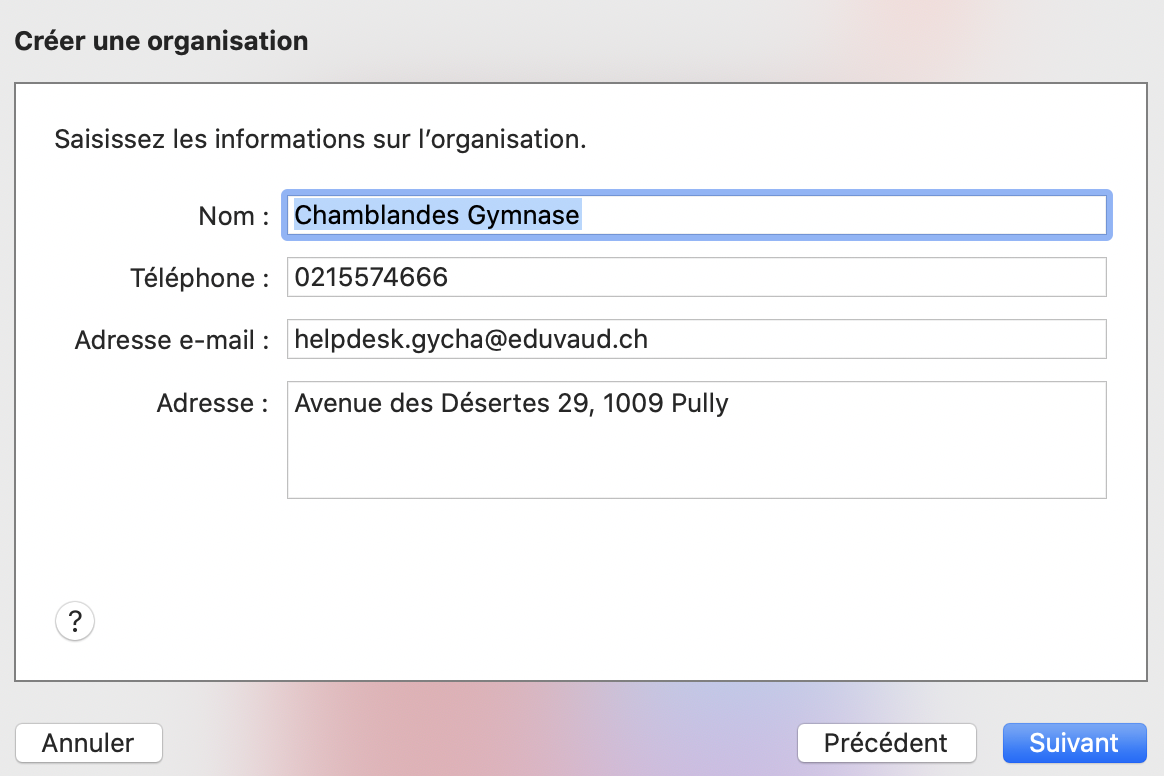 Créer une organisation
Saisissez les informations sur l’organisation.
Nom : Chamblandes Gymnase
Téléphone : 0215574666
Adresse e-mail : helpdesk.gycha@eduvaud.ch
Adresse : Avenue des Désertes 29, 1009 Pully
?
Annuler Précédent Suivant